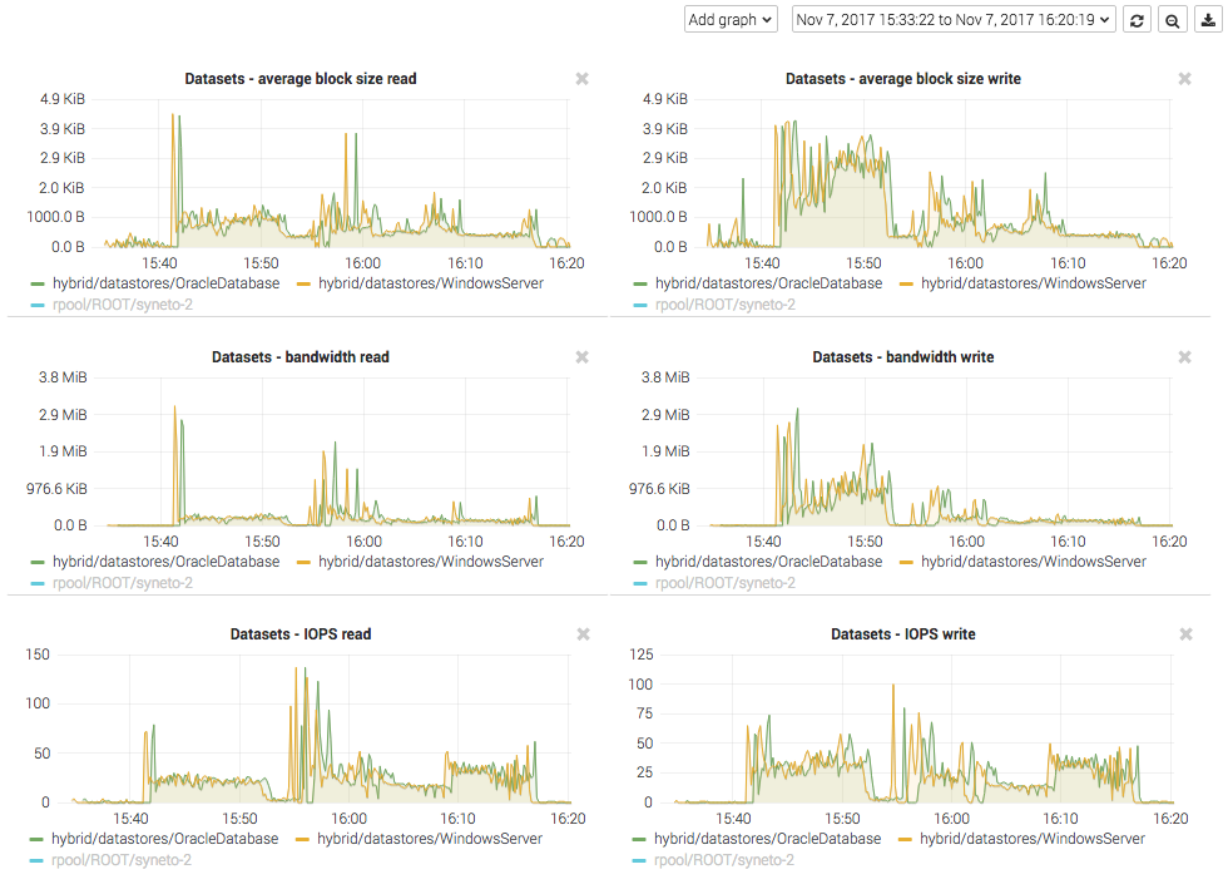 Add graph Nov 7, 2017 15:33:22 to Nov 7, 2017 16:20:19
Datasets - average block size read
4.9 KiB
3.9 KiB
2.9 KiB
2.0 KiB
1000.0 B
0.0 B
15:40 15:50 16:00 16:10 16:20
hybrid/datastores/OracleDatabase hybrid/datastores/WindowsServer
rpool/ROOT/syneto-2
Datasets - average block size write
4.9 KiB
3.9 KiB
2.9 KiB
2.0 KiB
1000.0 B
0.0 B
15:40 15:50 16:00 16:10 16:20
hybrid/datastores/OracleDatabase hybrid/datastores/WindowsServer
rpool/ROOT/syneto-2
Datasets - bandwidth read
3.8 MiB
2.9 MiB
1.9 MiB
976.6 KiB
0.0 B
15:40 15:50 16:00 16:10 16:20
hybrid/datastores/OracleDatabase hybrid/datastores/WindowsServer
rpool/ROOT/syneto-2
Datasets - bandwidth write
3.8 MiB
2.9 MiB
1.9 MiB
976.6 KiB
0.0 B
15:40 15:50 16:00 16:10 16:20
hybrid/datastores/OracleDatabase hybrid/datastores/WindowsServer
rpool/ROOT/syneto-2
Datasets - IOPS read
150
100
50
0
15:40 15:50 16:00 16:10 16:20
hybrid/datastores/OracleDatabase hybrid/datastores/WindowsServer
rpool/ROOT/syneto-2
Datasets - IOPS write
125
100
75
50
25
0
15:40 15:50 16:00 16:10 16:20
hybrid/datastores/OracleDatabase hybrid/datastores/WindowsServer
rpool/ROOT/syneto-2